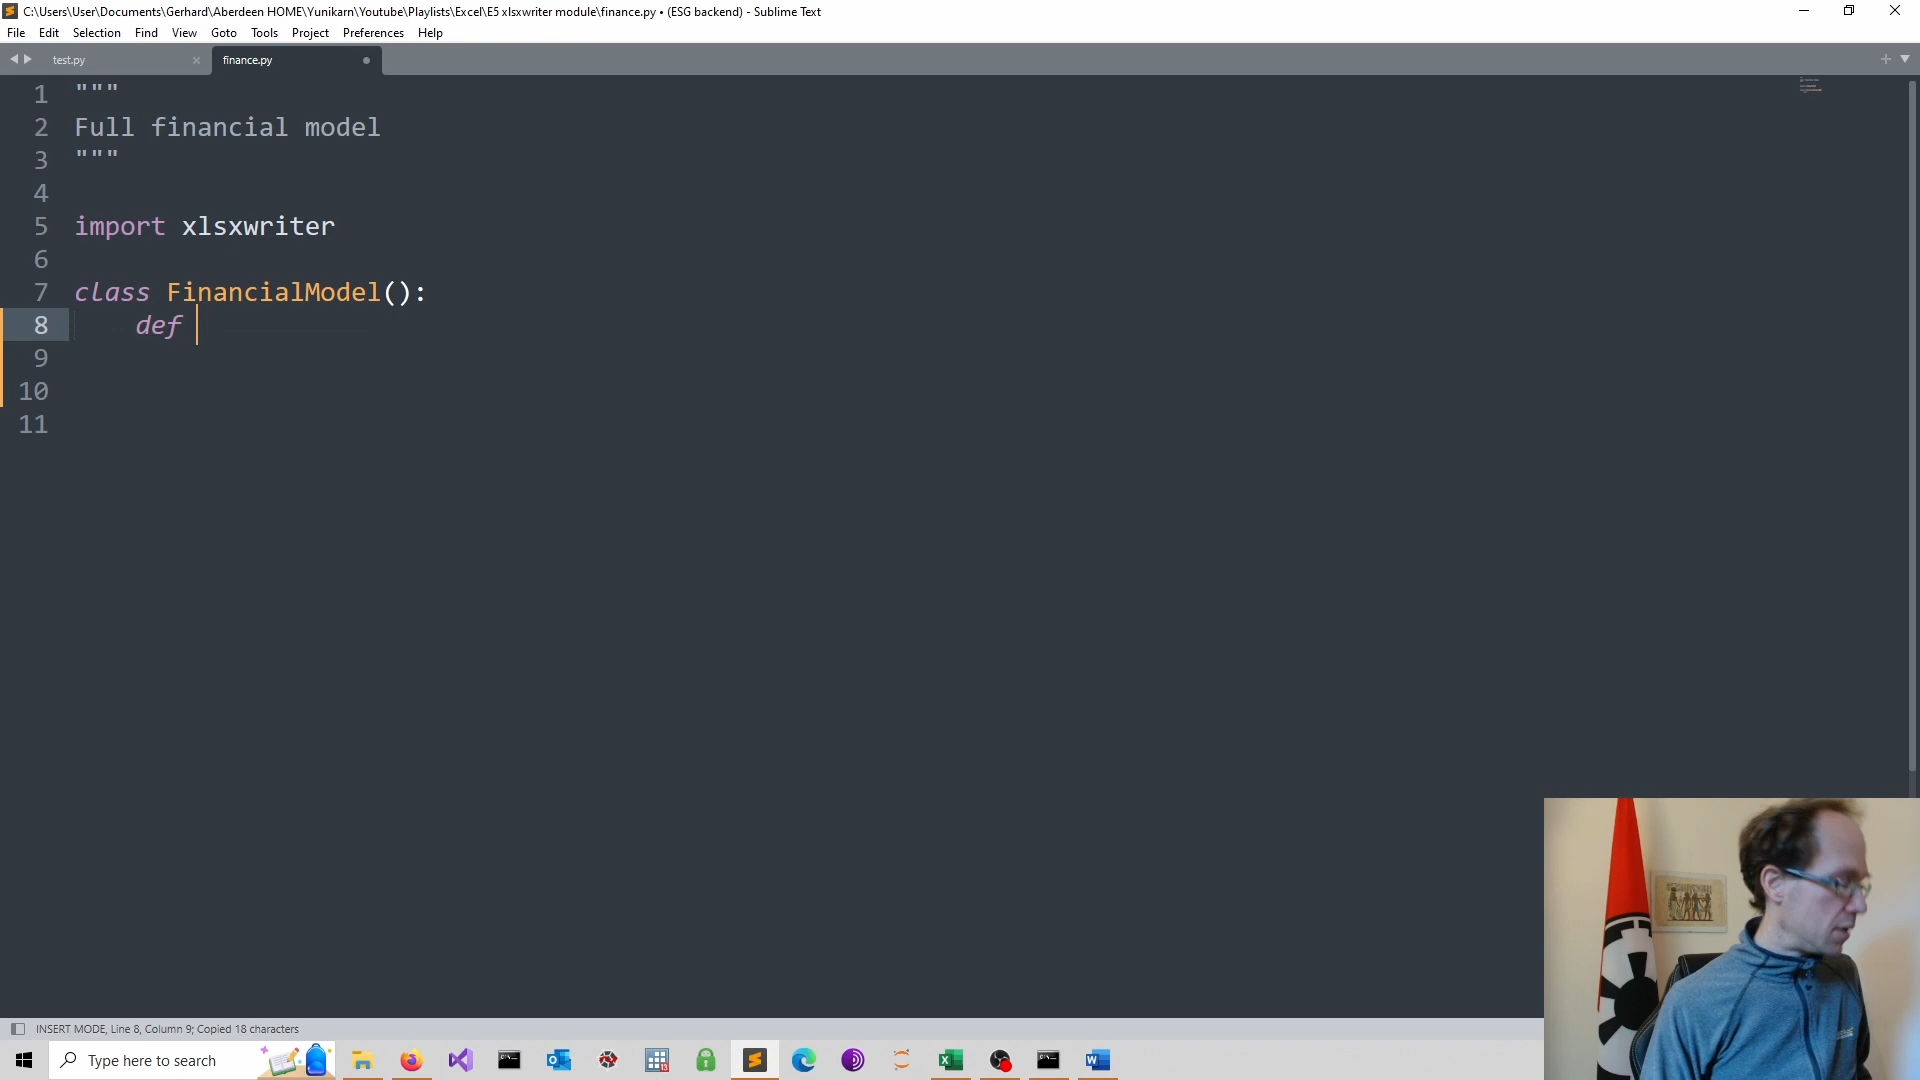 C:\Users\User\Documents\Gerhard\Aberdeen HOME\Yunikarn\Youtube\Playlists\Excel\E5 xlsxwriter module\finance.py • (ESG backend) - Sublime Text
File Edit Selection Find View Goto Tools Project Preferences Help
test.py finance.py
1 """
2 Full financial model
3 """
4
5 import xlsxwriter
6
7 class FinancialModel():
8 def
9
10
11
INSERT MODE, Line 8, Column 9; Copied 18 characters
Type here to search